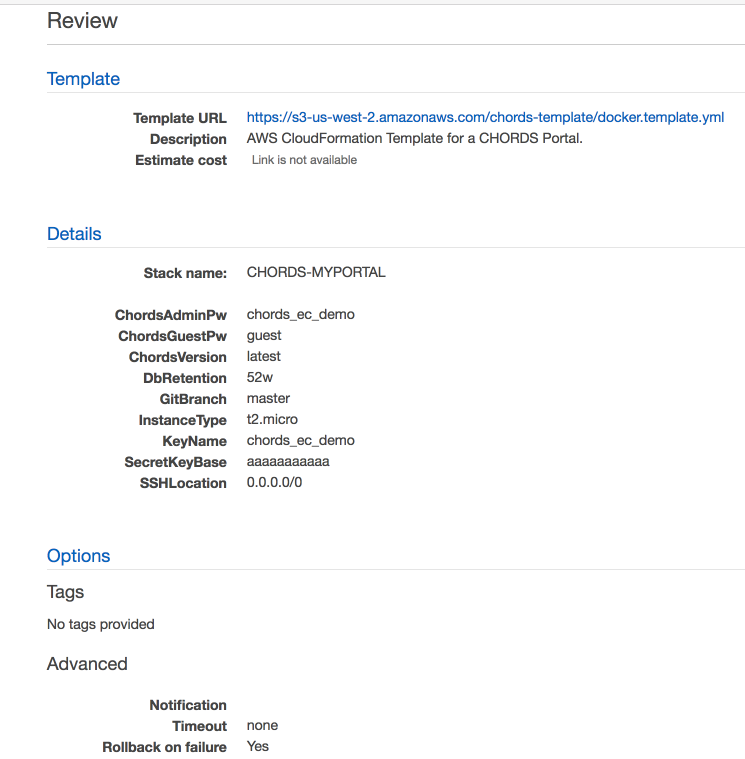 Review
Template
Template URL https://s3-us-west-2.amazonaws.com/chords-template/docker.template.yml
Description AWS CloudFormation Template for a CHORDS Portal.
Estimate cost Link is not available
Details
Stack name: CHORDS-MYPORTAL
ChordsAdminPw chords_ec_demo
ChordsGuestPw guest
ChordsVersion latest
DbRetention 52w
GitBranch master
InstanceType t2.micro
KeyName chords_ec_demo
SecretKeyBase aaaaaaaaaaa
SSHLocation 0.0.0.0/0
Options
Tags
No tags provided
Advanced
Notification
Timeout none
Rollback on failure Yes